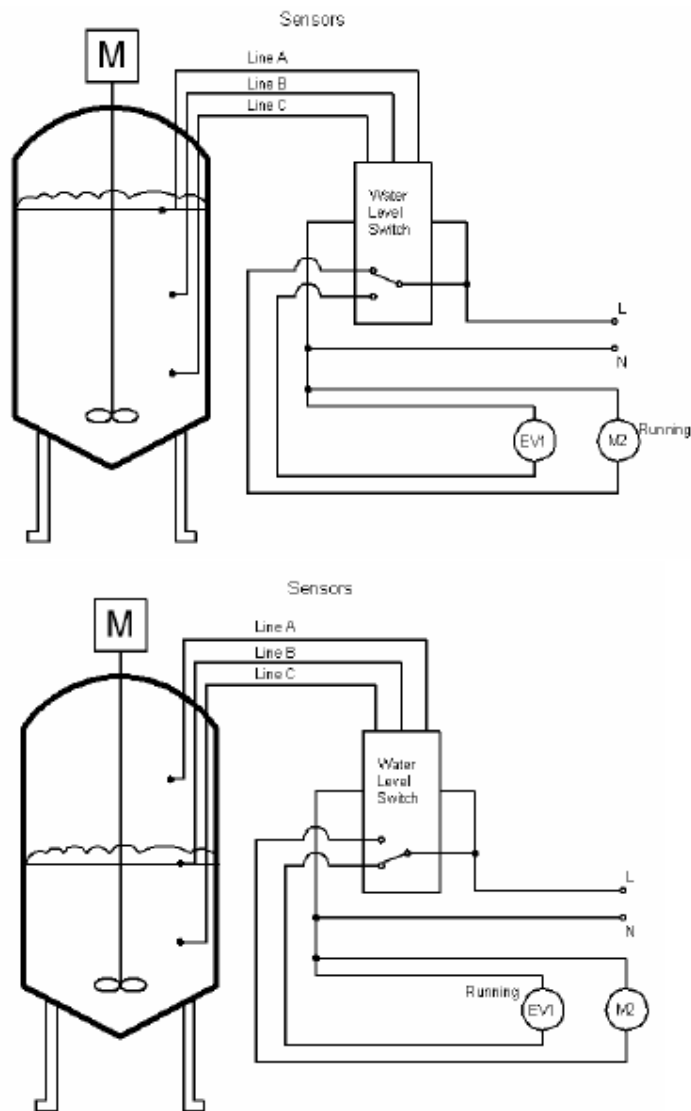 Sensors
M
Line A
Line B
Line C
Water
Level
Switch
L
N
EV1
M2
Running
Sensors
M
Line A
Line B
Line C
Water
Level
Switch
L
N
Running
EV1
M2